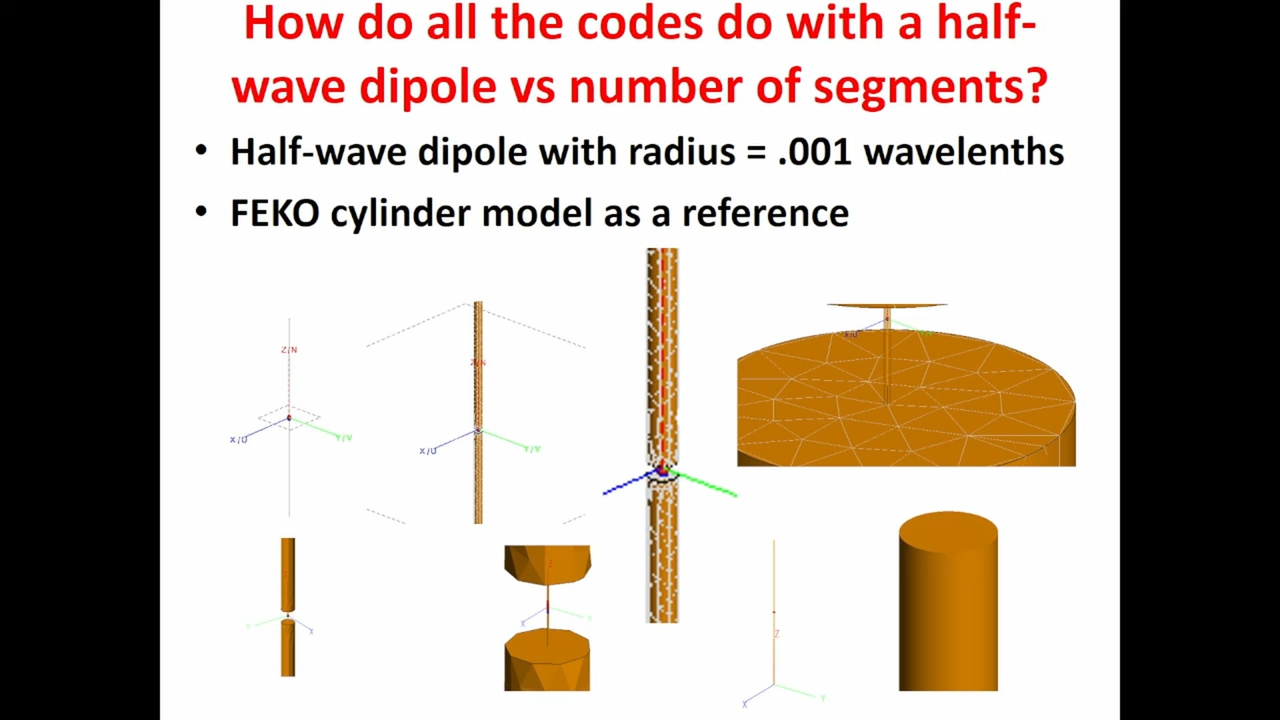 How do all the codes do with a half-
wave dipole vs number of segments?
• Half-wave dipole with radius = .001 wavelenths
• FEKO cylinder model as a reference
Z/N
X/U
Y/V
Z/N
X/U
Y/V
X/U
Z
X
Y
Z
X
Y